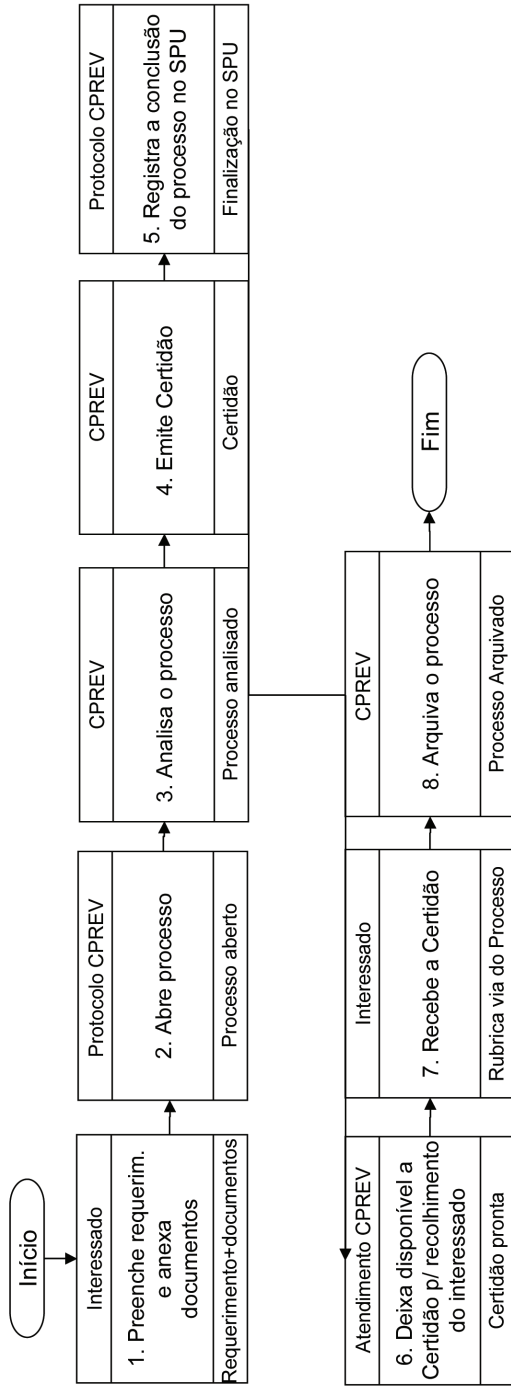 Início
Interessado
1. Preenche requerim.
e anexa
documentos
Requerimento+documentos
Protocolo CPREV
2. Abre processo
Processo aberto
CPREV
3. Analisa o processo
Processo analisado
CPREV
4. Emite Certidão
Certidão
Protocolo CPREV
5. Registra a conclusão
do processo no SPU
Finalização no SPU
Atendimento CPREV
6. Deixa disponível a
Certidão p/ recolhimento
do interessado
Certidão pronta
Interessado
7. Recebe a Certidão
Rubrica via do Processo
CPREV
8. Arquiva o processo
Processo Arquivado
Fim